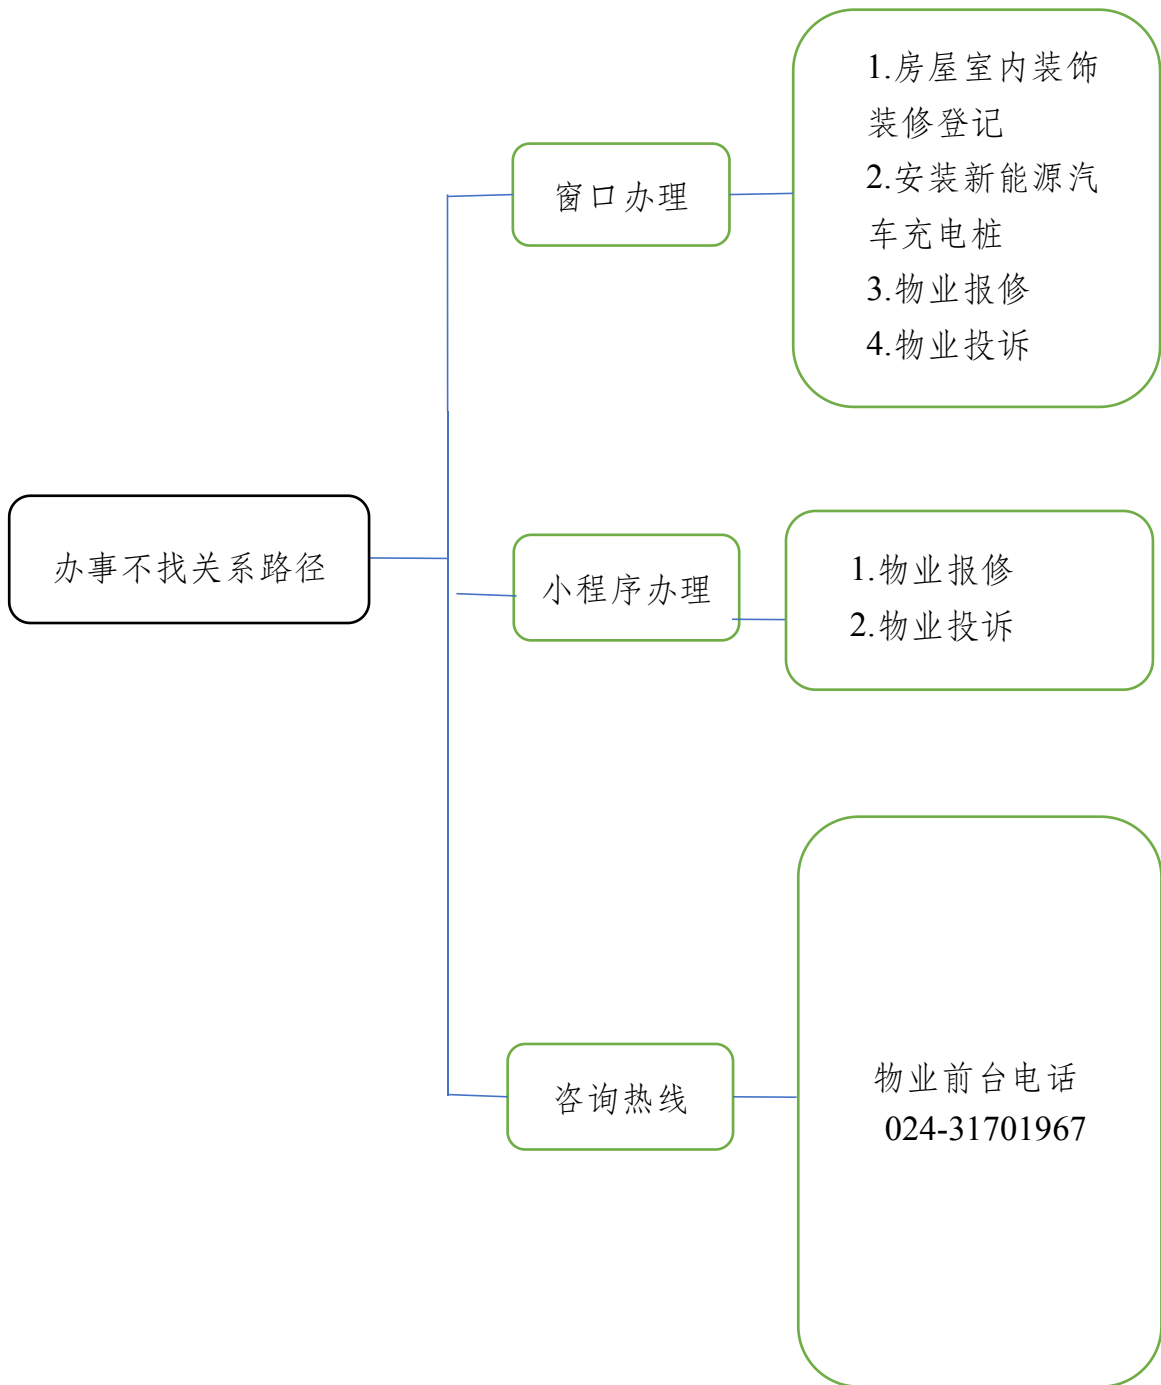 办事不找关系路径
窗口办理
1.房屋室内装饰
装修登记
2.安装新能源汽
车充电桩
3.物业报修
4.物业投诉
小程序办理
1.物业报修
2.物业投诉
咨询热线
物业前台电话
024-31701967